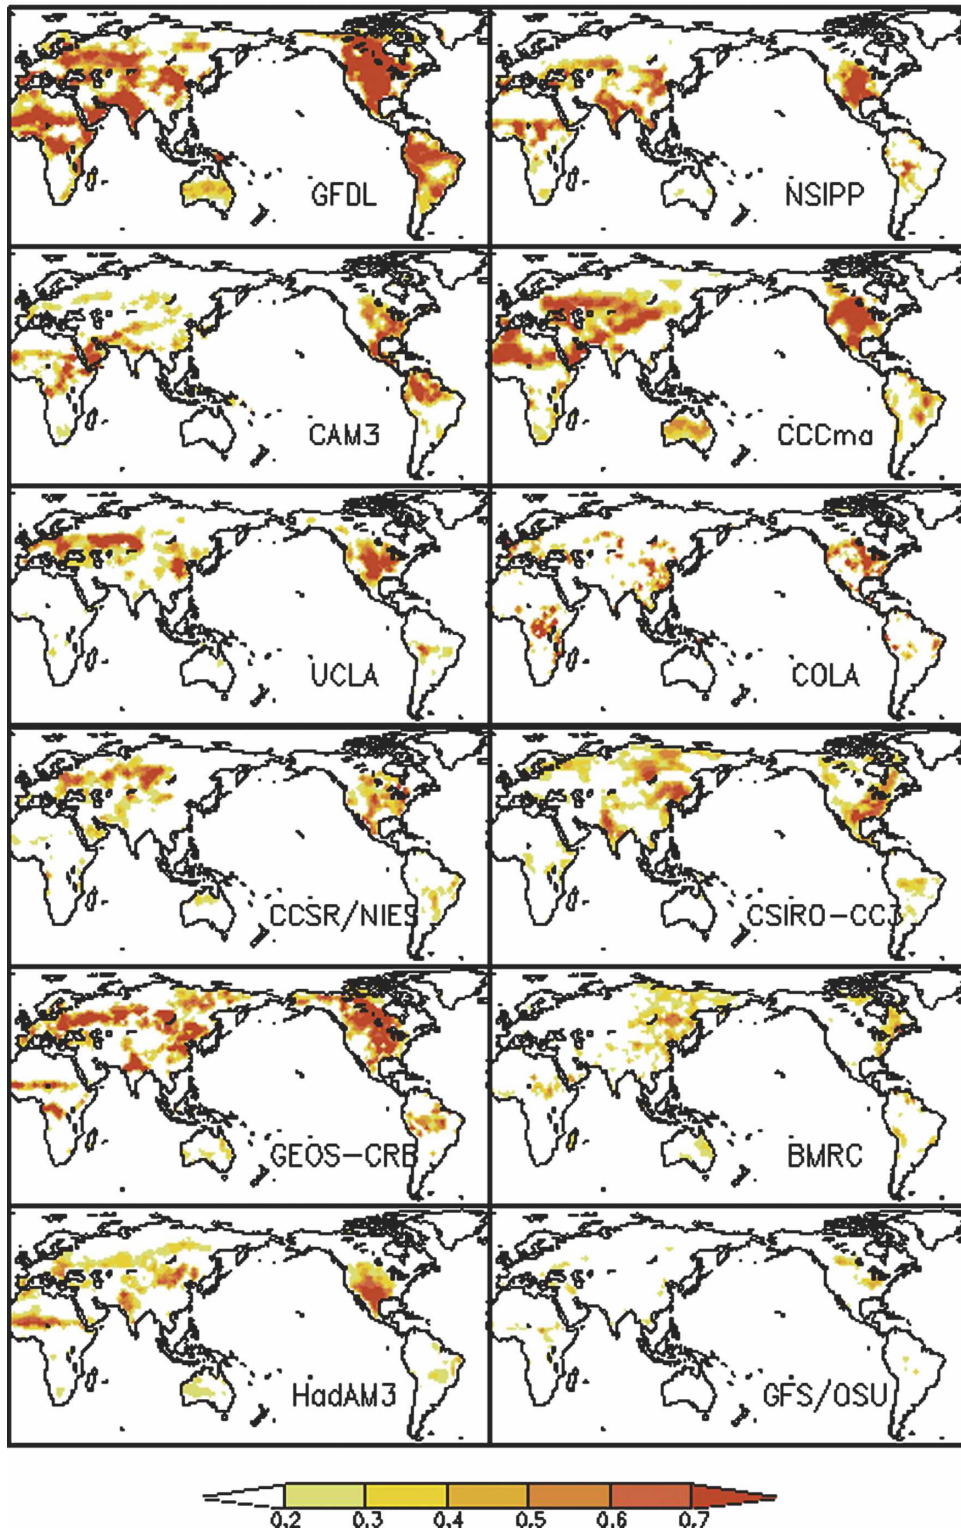 GFDL
NSIPP
CAM3
CCCma
UCLA
COLA
CCSR/NIES
CSIRO-CC3
GEOS-CRB
BMRC
HadAM3
GFS/OSU
0.2 0.3 0.4 0.5 0.6 0.7